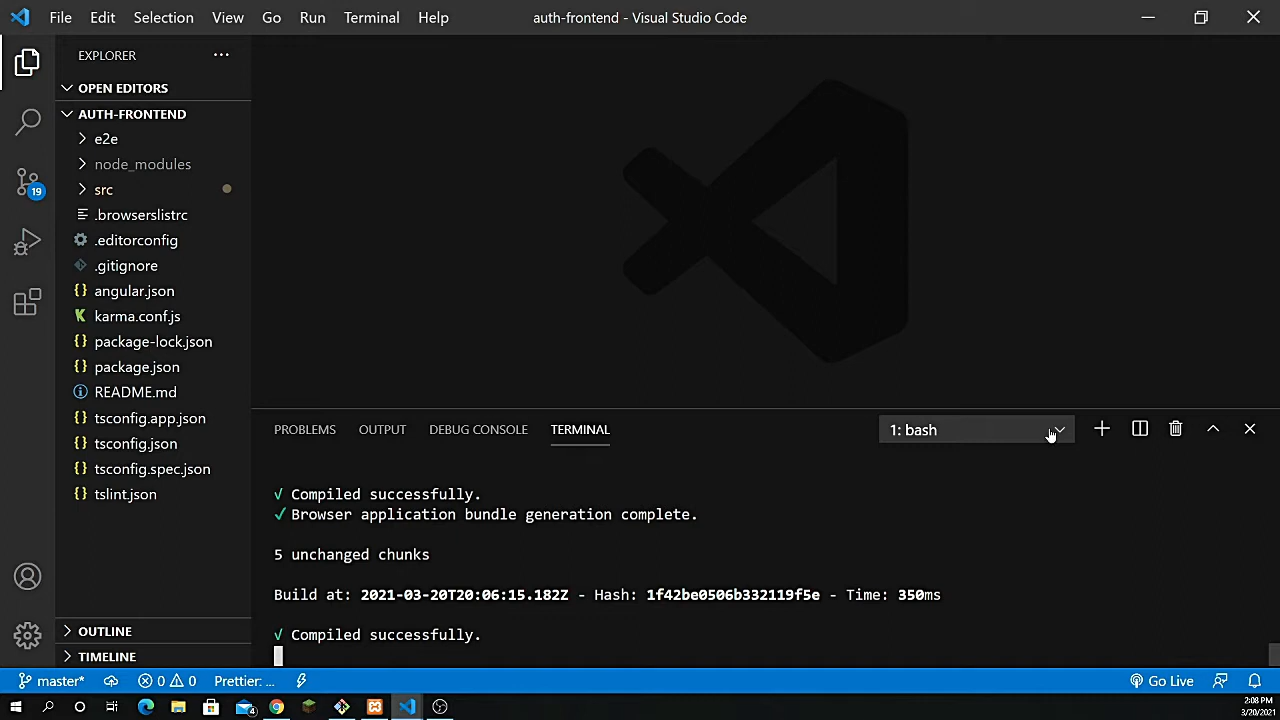 File Edit Selection View Go Run Terminal Help
auth-frontend - Visual Studio Code
EXPLORER
OPEN EDITORS
AUTH-FRONTEND
e2e
node_modules
src
.browserslistrc
.editorconfig
.gitignore
angular.json
karma.conf.js
package-lock.json
package.json
README.md
tsconfig.app.json
tsconfig.json
tsconfig.spec.json
tslint.json
OUTLINE
TIMELINE
19
PROBLEMS OUTPUT DEBUG CONSOLE TERMINAL
1: bash
√ Compiled successfully.
✓ Browser application bundle generation complete.
5 unchanged chunks
Build at: 2021-03-20T20:06:15.182Z - Hash: 1f42be0506b332119f5e - Time: 350ms
√ Compiled successfully.
master* 0 0 Prettier: ... Go Live
4
2:08 PM
3/20/2021